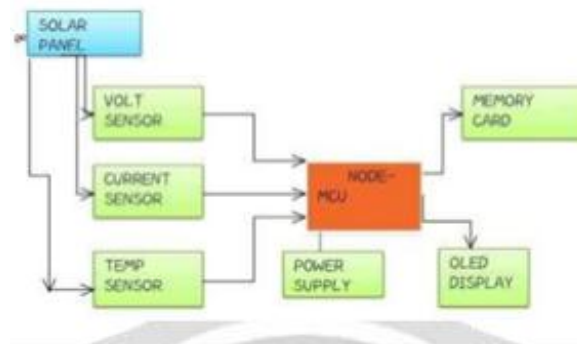 SOLAR
PANEL
VOLT
SENSOR
MEMORY
CARD
CURRENT
SENSOR
NODE-
MCU
TEMP
SENSOR
POWER
SUPPLY
OLED
DISPLAY